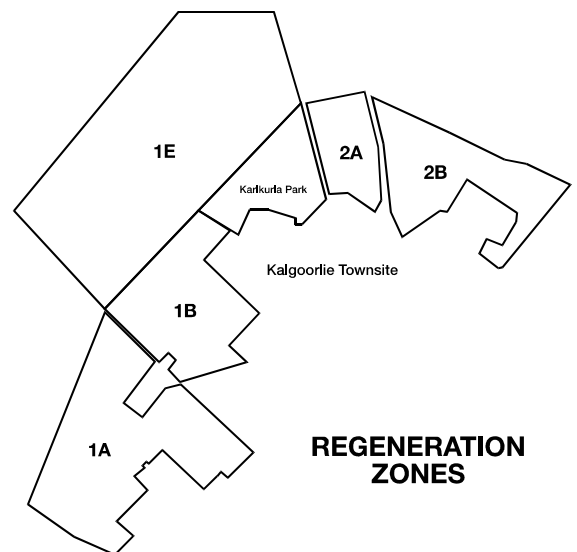 1E
2A
2B
Karlkurla Park
Kalgoorlie Townsite
1B
1A
REGENERATION
ZONES